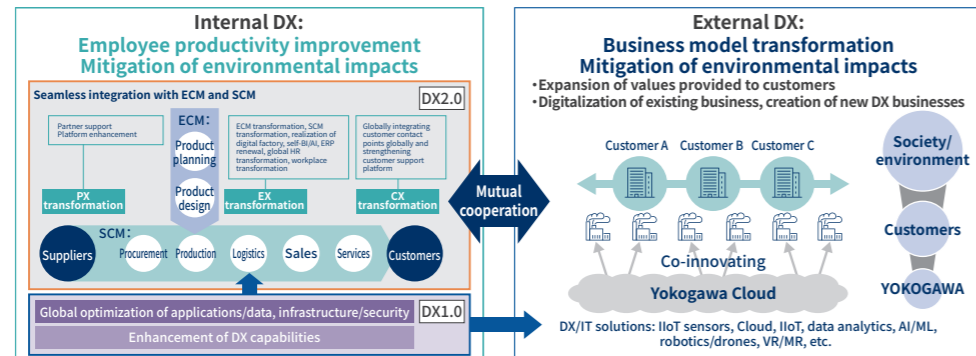 Internal DX:
Employee productivity improvement
Mitigation of environmental impacts
Seamless integration with ECM and SCM
DX2.0
Partner support
Platform enhancement
PX
transformation
ECM:
Product
planning
Product
design
ECM transformation, SCM
transformation, realization of
digital factory, self-BI/AI, ERP
renewal, global HR
transformation, workplace transformation
EX
transformation
Globally integrating
customer contact
points globally and
strengthening
customer support
platform
CX
transformation
SCM:
Suppliers
Procurement
Production
Logistics
Sales
Services
Customers
Global optimization of applications/data, infrastructure/security
DX1.0
Enhancement of DX capabilities
Mutual
cooperation
External DX:
Business model transformation
Mitigation of environmental impacts
•Expansion of values provided to customers
•Digitalization of existing business, creation of new DX businesses
Customer A
Customer B
Customer C
Co-innovating
Yokogawa Cloud
DX/IT solutions: IIoT sensors, Cloud, IIoT, data analytics, AI/ML,
robotics/drones, VR/MR, etc.
Society/
environment
Customers
YOKOGAWA